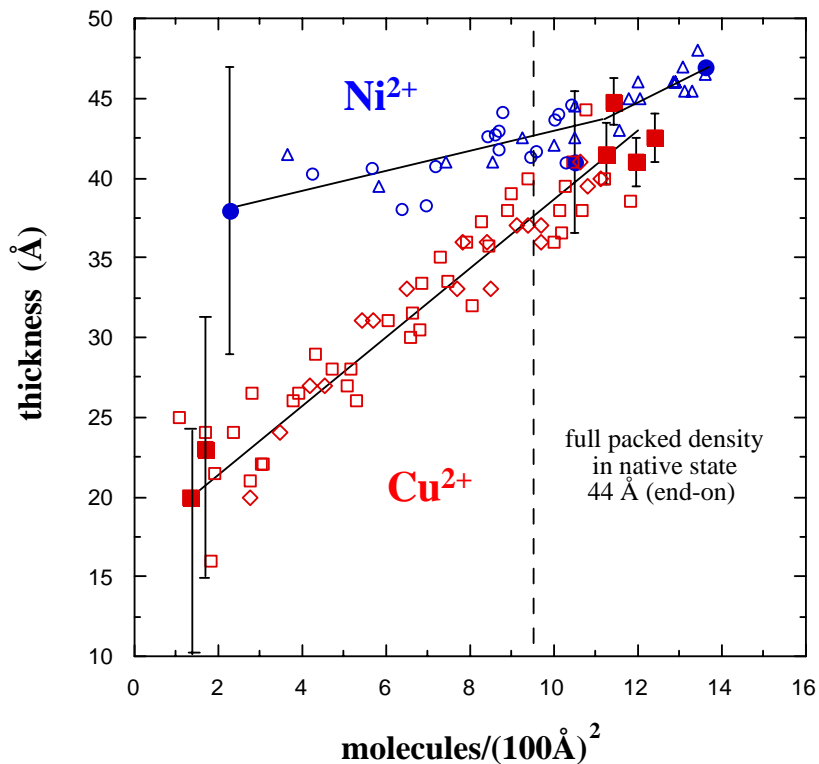 50
45
40
35
30
25
20
15
10
thickness (Å)
Ni²⁺
Cu²⁺
full packed density
in native state
44 Å (end-on)
0 2 4 6 8 10 12 14 16
molecules/(100Å)²